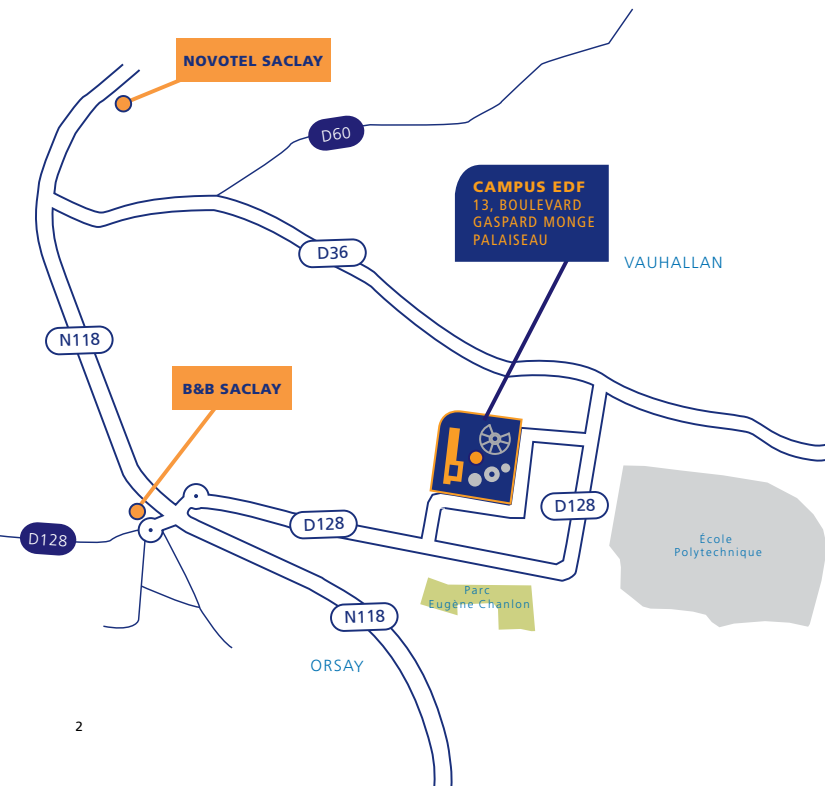 NOVOTEL SACLAY
D60
CAMPUS EDF
13, BOULEVARD
GASPARD MONGE
PALAISEAU
VAUHALLAN
D36
N118
B&B SACLAY
D128
D128
D128
École
Polytechnique
Parc
Eugène Chanlon
N118
ORSAY
2